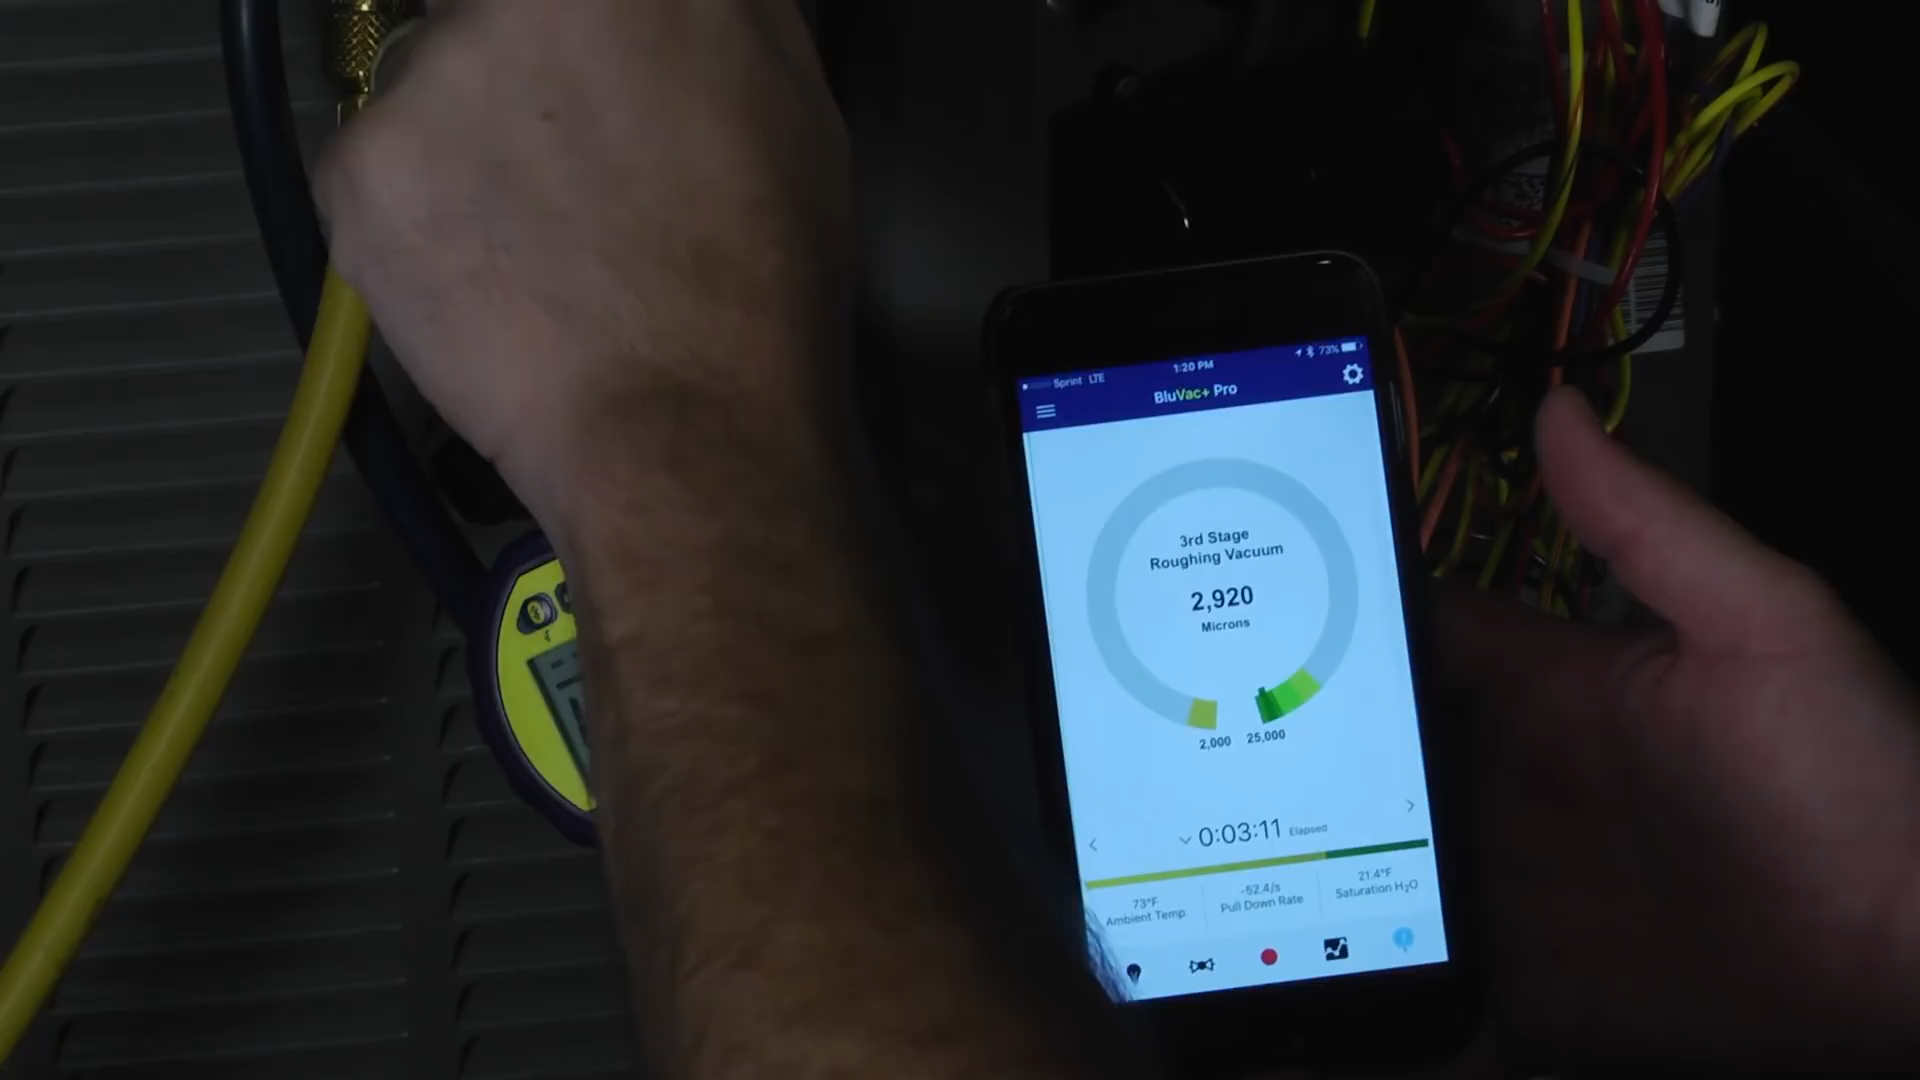 Sprint LTE 1:20 PM 73%
BluVac+ Pro
3rd Stage
Roughing Vacuum
2,920
Microns
2,000 25,000
0:03:11 Elapsed
73°F -52.4/s 21.4°F
Ambient Temp Pull Down Rate Saturation H₂O